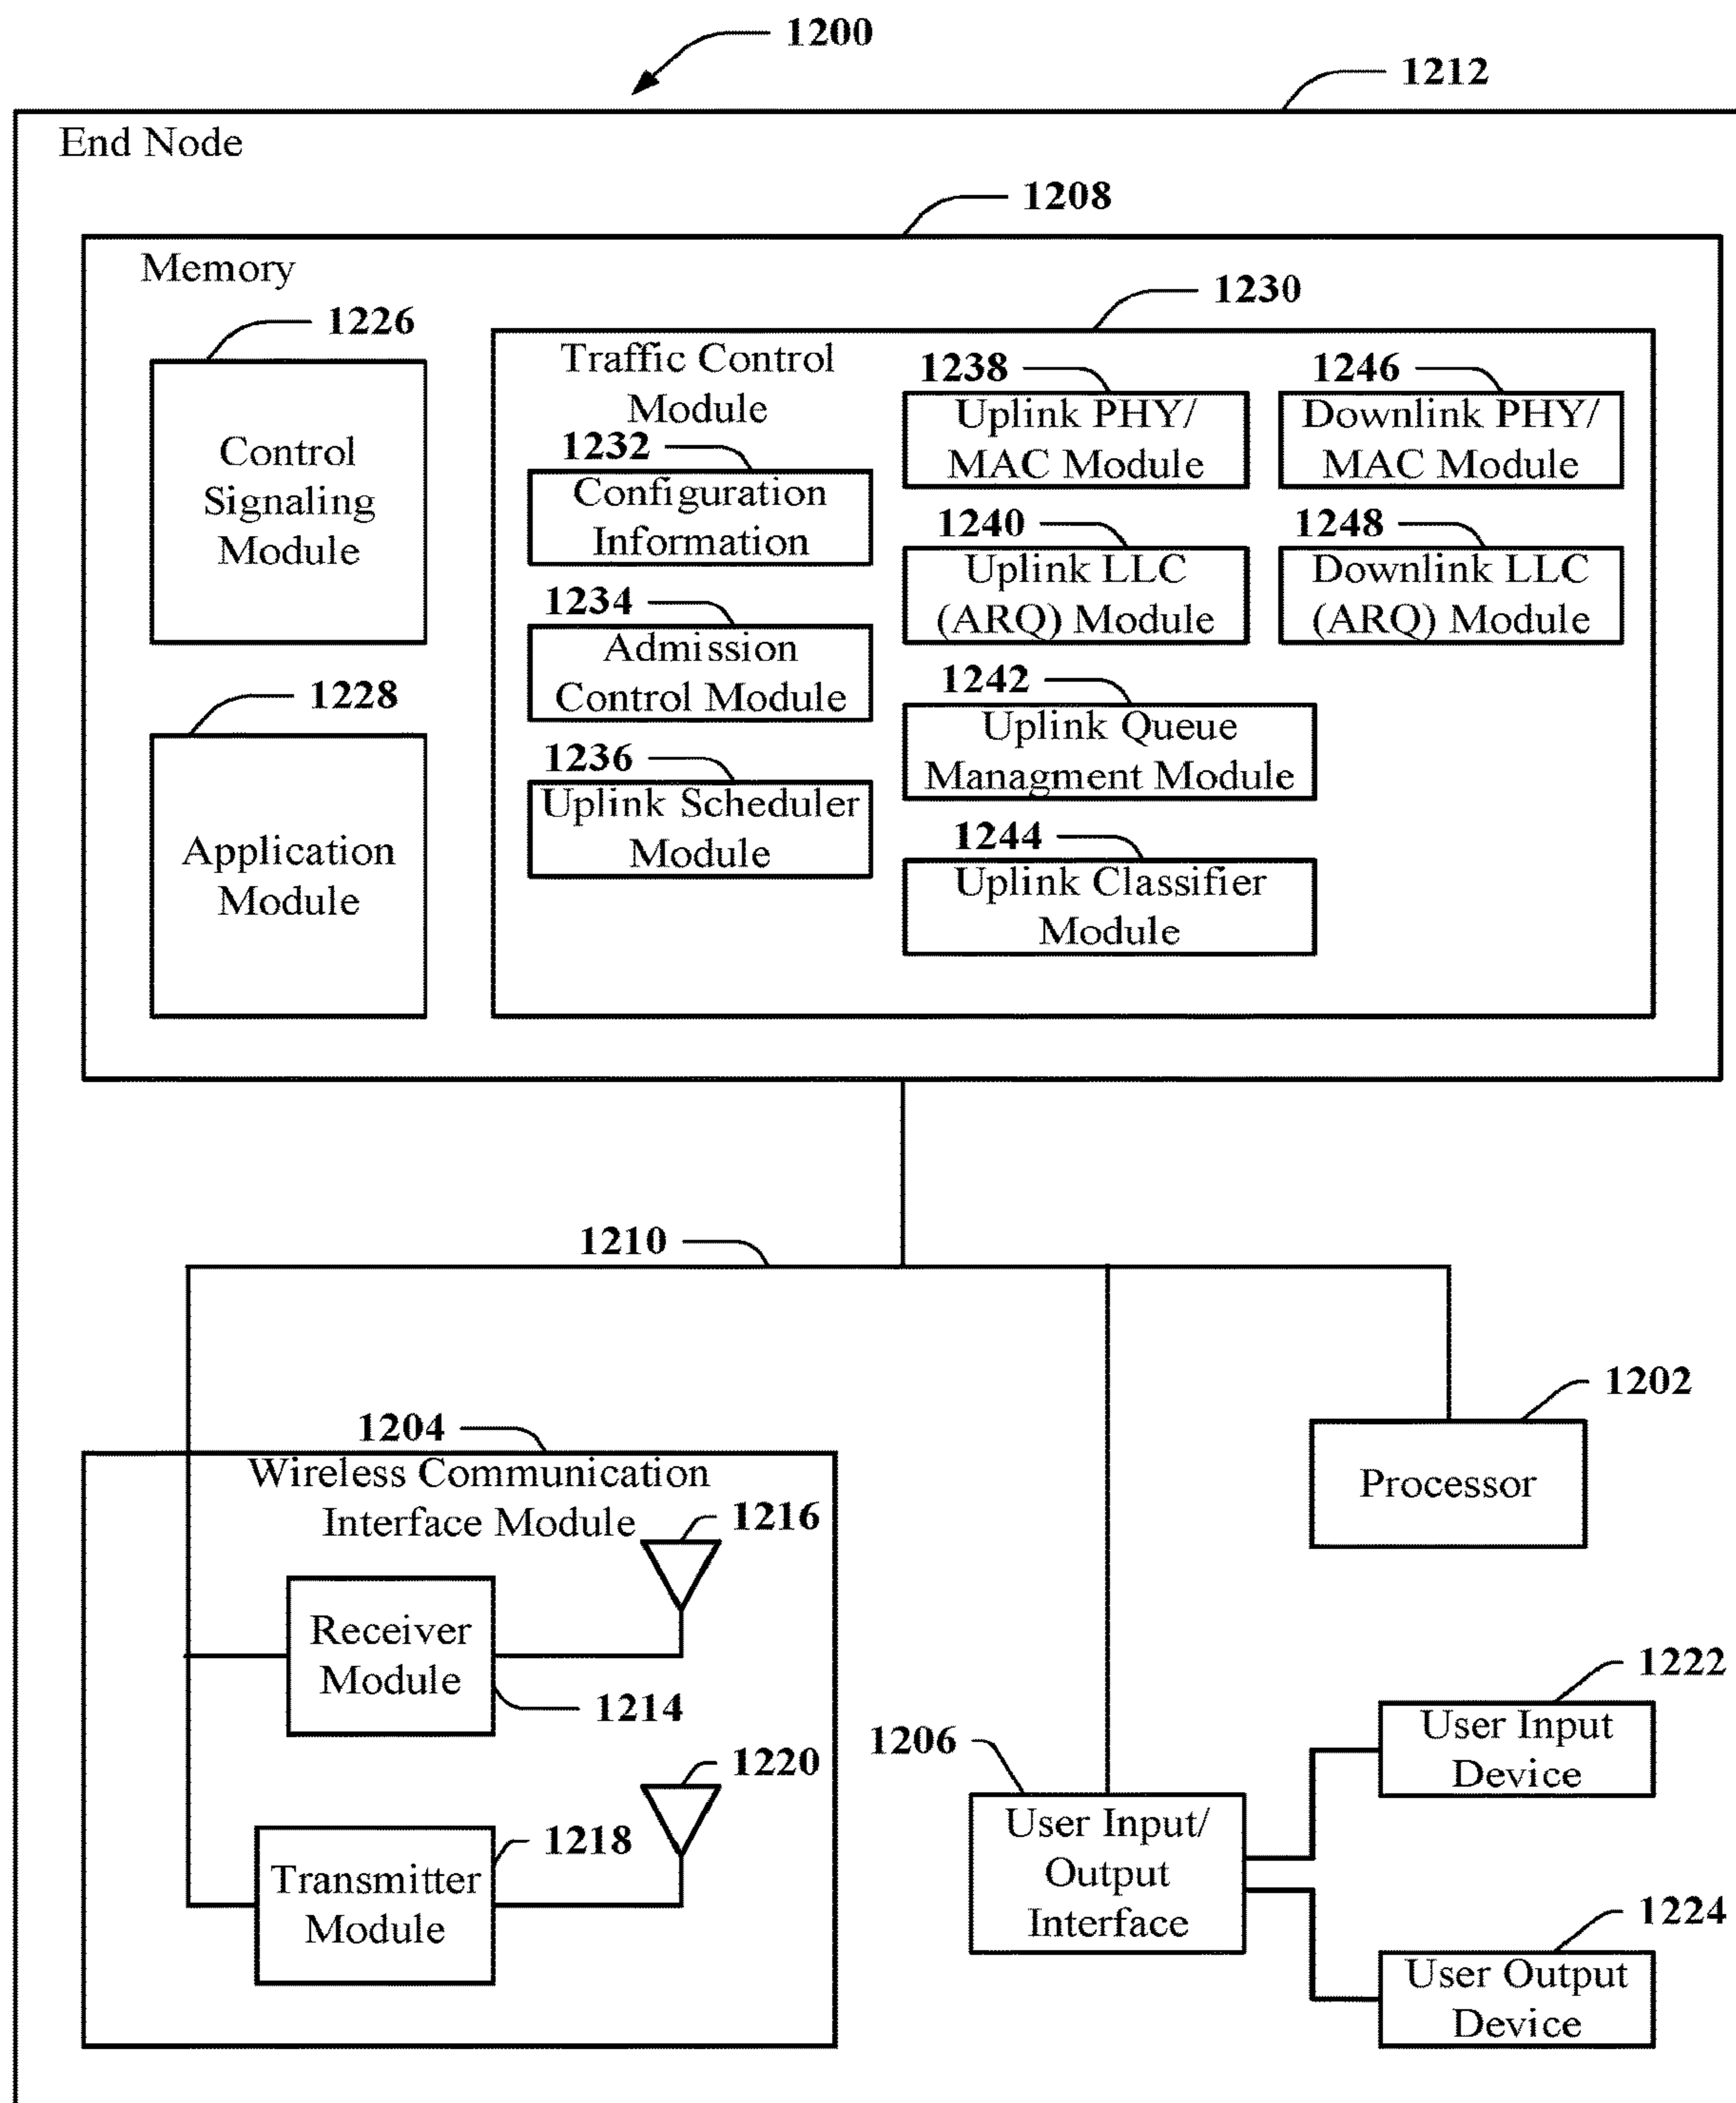 1200
1212
End Node
1208
Memory
1230
1226
Control
Signaling
Module
1228
Application
Module
Traffic Control
Module
1232
Configuration
Information
1234
Admission
Control Module
1236
Uplink Scheduler
Module
1238
Uplink PHY/
MAC Module
1240
Uplink LLC
(ARQ) Module
1242
Uplink Queue
Managment Module
1244
Uplink Classifier
Module
1246
Downlink PHY/
MAC Module
1248
Downlink LLC
(ARQ) Module
1210
1202
Processor
1204
Wireless Communication
Interface Module
1216
Receiver
Module
1214
1220
1218
Transmitter
Module
1206
User Input/
Output
Interface
1222
User Input
Device
1224
User Output
Device